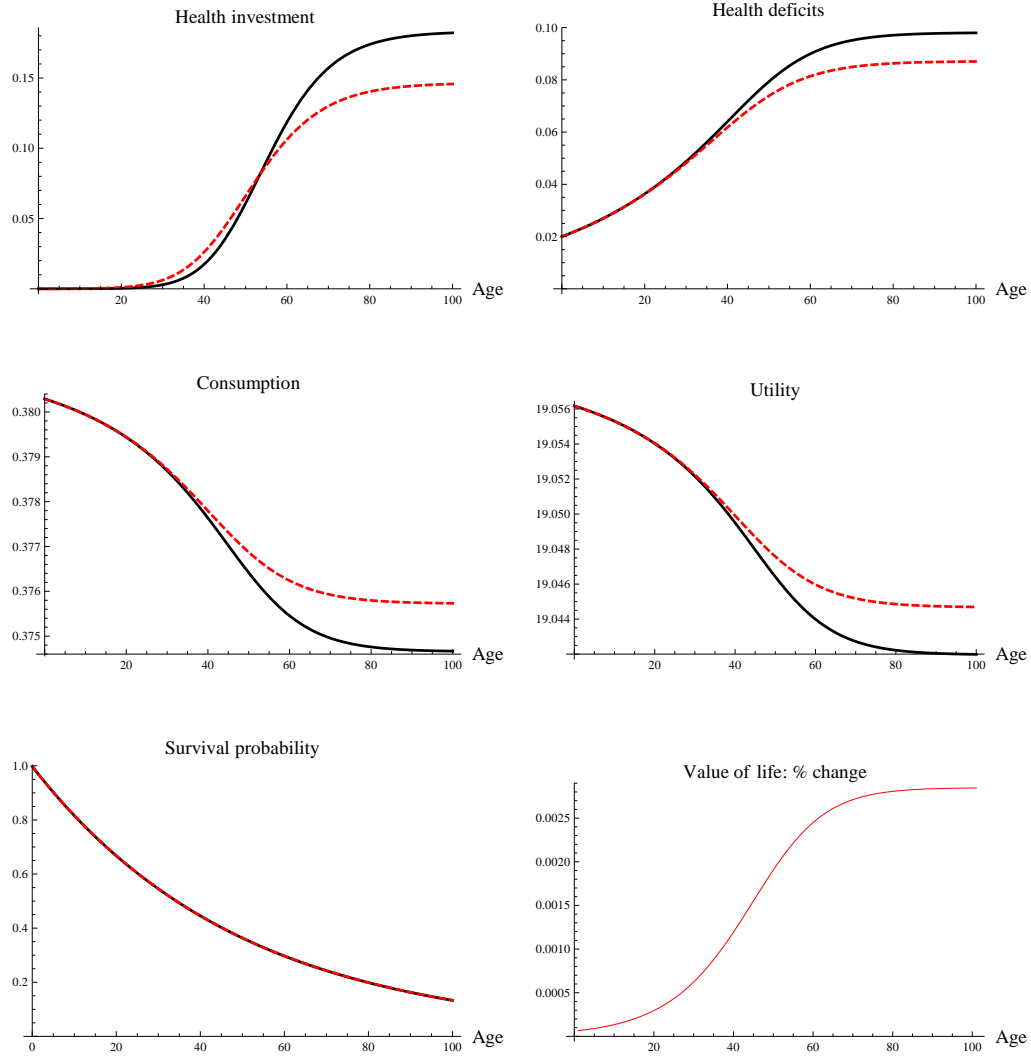 Health investment
0.15
0.10
0.05
20 40 60 80 100 Age
Health deficits
0.10
0.08
0.06
0.04
0.02
20 40 60 80 100 Age
Consumption
0.380
0.379
0.378
0.377
0.376
0.375
20 40 60 80 100 Age
Utility
19.056
19.054
19.052
19.050
19.048
19.046
19.044
20 40 60 80 100 Age
Survival probability
1.0
0.8
0.6
0.4
0.2
0 20 40 60 80 100 Age
Value of life: % change
0.0025
0.0020
0.0015
0.0010
0.0005
20 40 60 80 100 Age